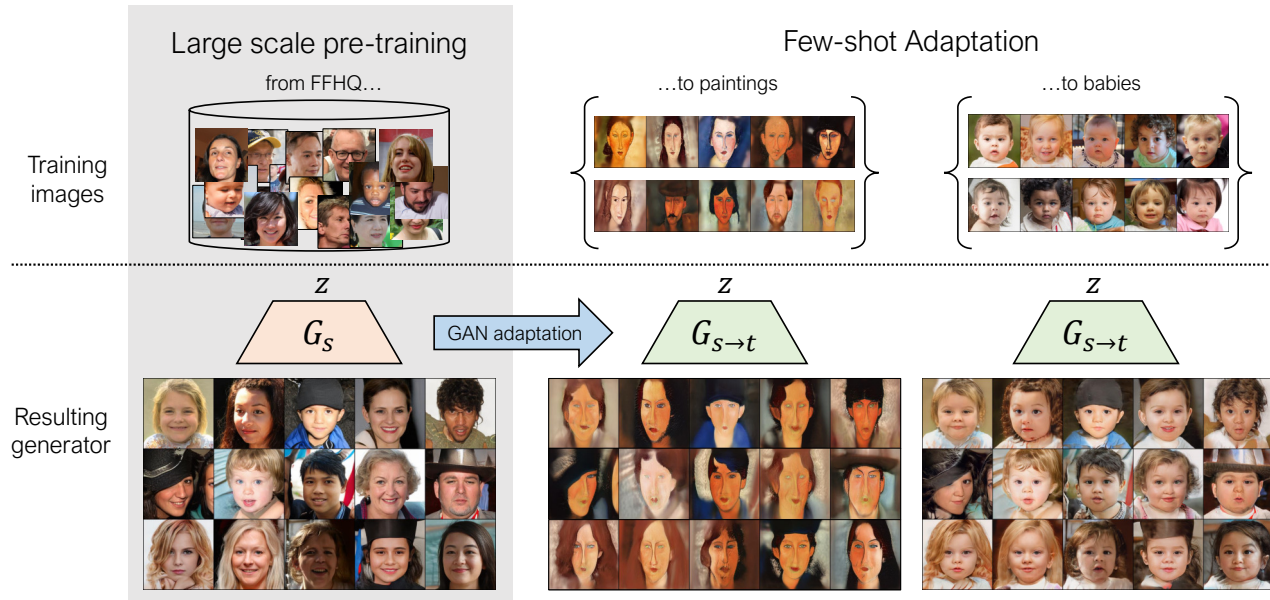 Large scale pre-training
Few-shot Adaptation
from FFHQ…
…to paintings
…to babies
Training
images
z
z
z
G_s
GAN adaptation
G_{s→t}
G_{s→t}
Resulting
generator